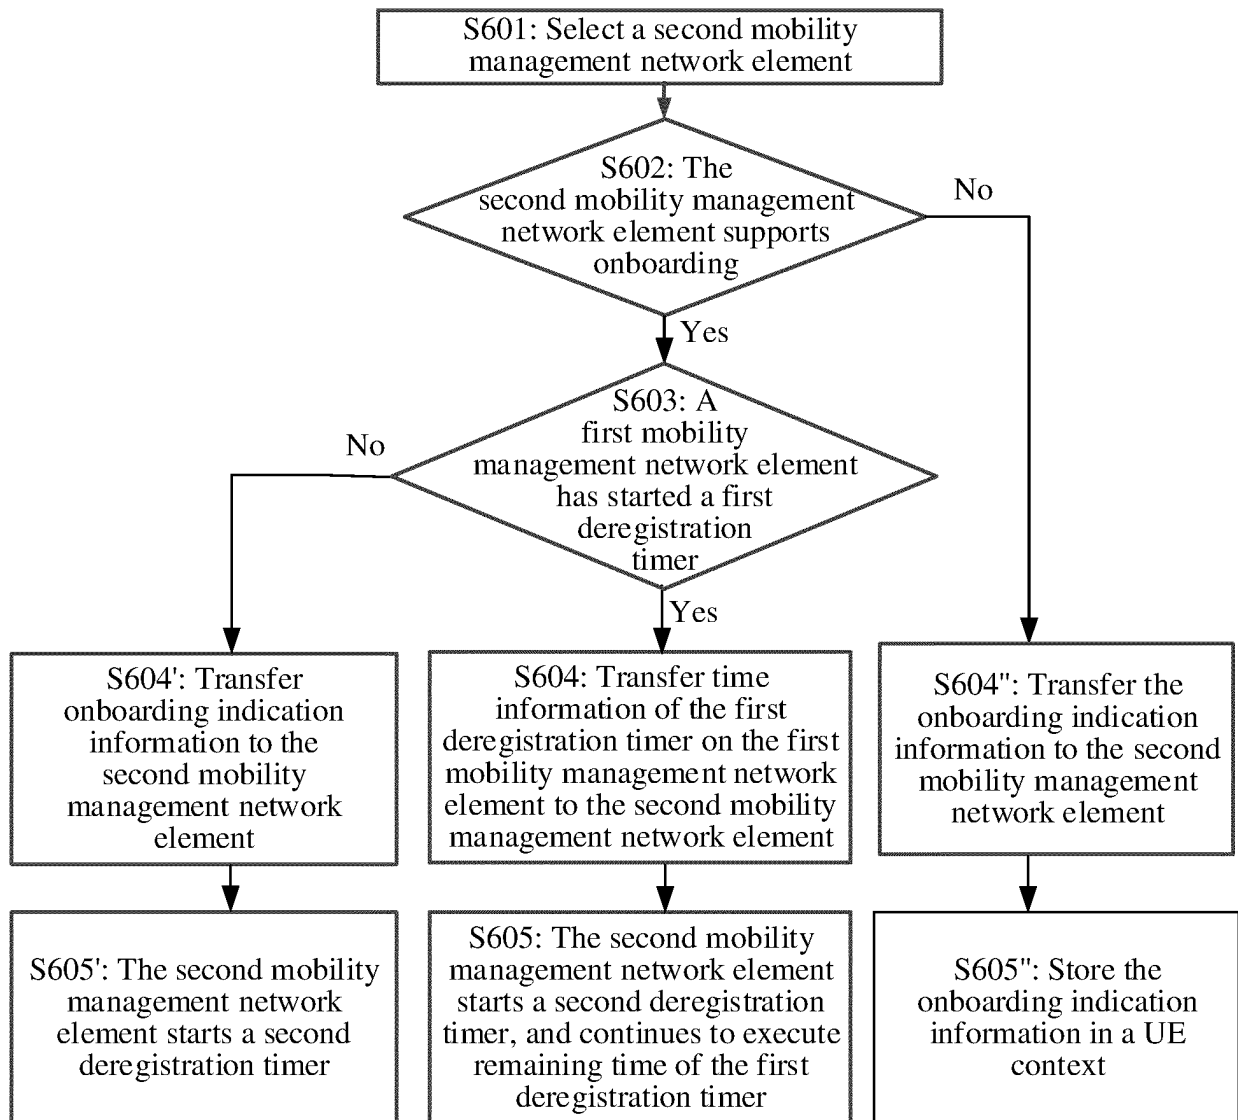 S601: Select a second mobility
management network element
S602: The
second mobility management
network element supports
onboarding
No
Yes
S603: A
first mobility
management network element
has started a first
deregistration
timer
No
Yes
S604': Transfer
onboarding indication
information to the
second mobility
management network
element
S604: Transfer time
information of the first
deregistration timer on the first
mobility management network
element to the second mobility
management network element
S604": Transfer the
onboarding indication
information to the second
mobility management
network element
S605': The second mobility
management network
element starts a second
deregistration timer
S605: The second mobility
management network element
starts a second deregistration
timer, and continues to execute
remaining time of the first
deregistration timer
S605": Store the
onboarding indication
information in a UE
context